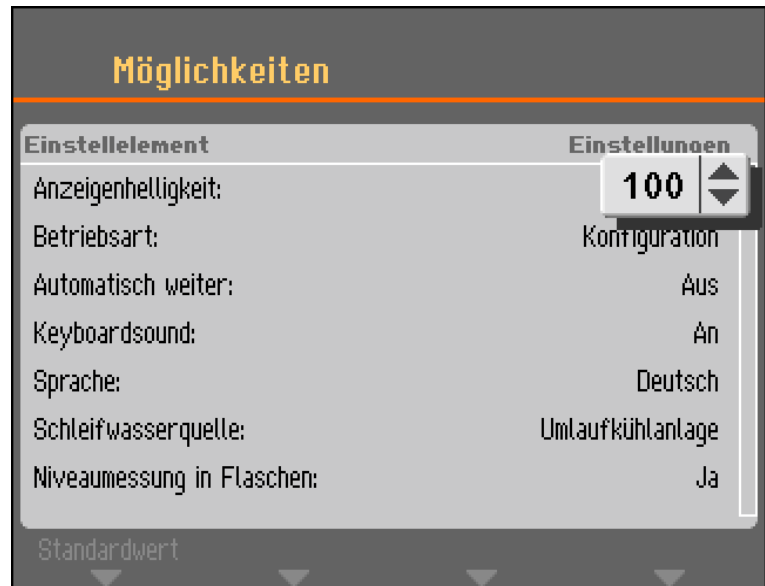 Möglichkeiten
Einstellelement Einstellungen
Anzeigenhelligkeit: 100
Betriebsart: Konfiguration
Automatisch weiter: Aus
Keyboardsound: An
Sprache: Deutsch
Schleifwasserquelle: Umlaufkühlanlage
Niveaumessung in Flaschen: Ja
Standardwert